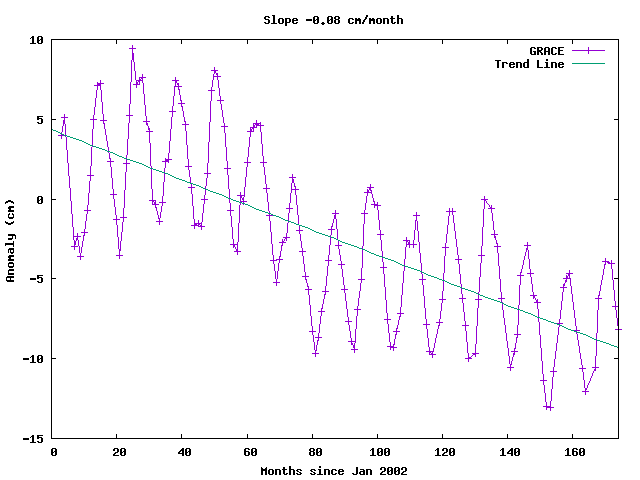 Slope -0.08 cm/month
GRACE
Trend Line
10
5
0
-5
-10
-15
Anomaly (cm)
0 20 40 60 80 100 120 140 160
Months since Jan 2002